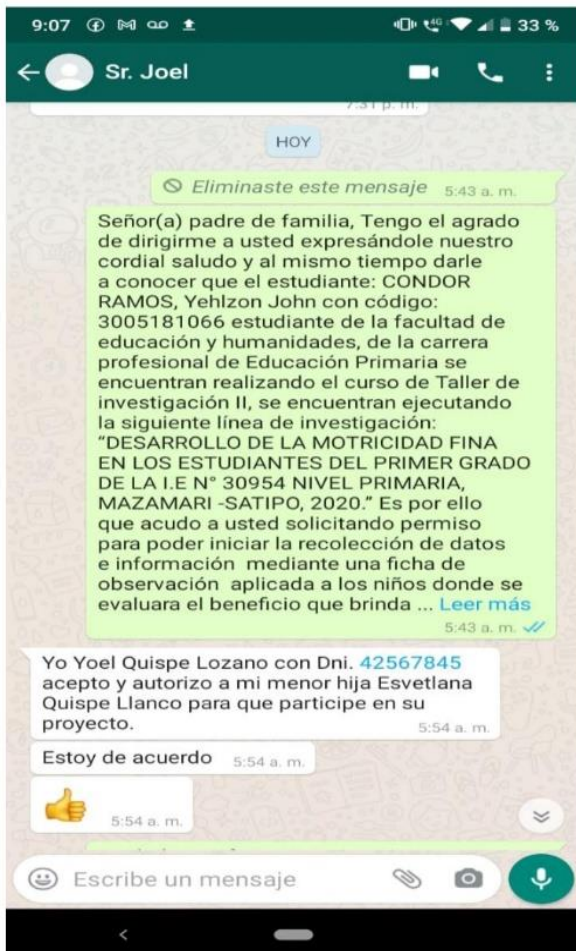 9:07
4G
33 %
Sr. Joel
7:31 p. m.
HOY
Eliminaste este mensaje 5:43 a. m.
Señor(a) padre de familia, Tengo el agrado
de dirigirme a usted expresándole nuestro
cordial saludo y al mismo tiempo darle
a conocer que el estudiante: CONDOR
RAMOS, Yehlzon John con código:
3005181066 estudiante de la facultad de
educación y humanidades, de la carrera
profesional de Educación Primaria se
encuentran realizando el curso de Taller de
investigación II, se encuentran ejecutando
la siguiente línea de investigación:
“DESARROLLO DE LA MOTRICIDAD FINA
EN LOS ESTUDIANTES DEL PRIMER GRADO
DE LA I.E N° 30954 NIVEL PRIMARIA,
MAZAMARI -SATIPO, 2020.” Es por ello
que acudo a usted solicitando permiso
para poder iniciar la recolección de datos
e información mediante una ficha de
observación aplicada a los niños donde se
evaluara el beneficio que brinda ... Leer más
5:43 a. m.
Yo Yoel Quispe Lozano con Dni. 42567845
acepto y autorizo a mi menor hija Esvetlana
Quispe Llanco para que participe en su
proyecto. 5:54 a. m.
Estoy de acuerdo 5:54 a. m.
5:54 a. m.
Escribe un mensaje